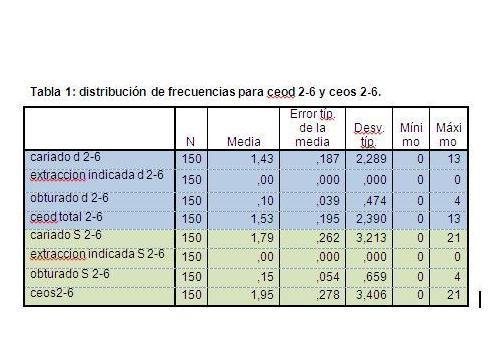 Tabla 1: distribución de frecuencias para ceod 2-6 y ceos 2-6.
N Media Error típ. de la media Desv. típ. Míni mo Máxi mo
cariado d 2-6 150 1,43 ,187 2,289 0 13
extraccion indicada d 2-6 150 ,00 ,000 ,000 0 0
obturado d 2-6 150 ,10 ,039 ,474 0 4
ceod total 2-6 150 1,53 ,195 2,390 0 13
cariado S 2-6 150 1,79 ,262 3,213 0 21
extraccion indicada S 2-6 150 ,00 ,000 ,000 0 0
obturado S 2-6 150 ,15 ,054 ,659 0 4
ceos2-6 150 1,95 ,278 3,406 0 21